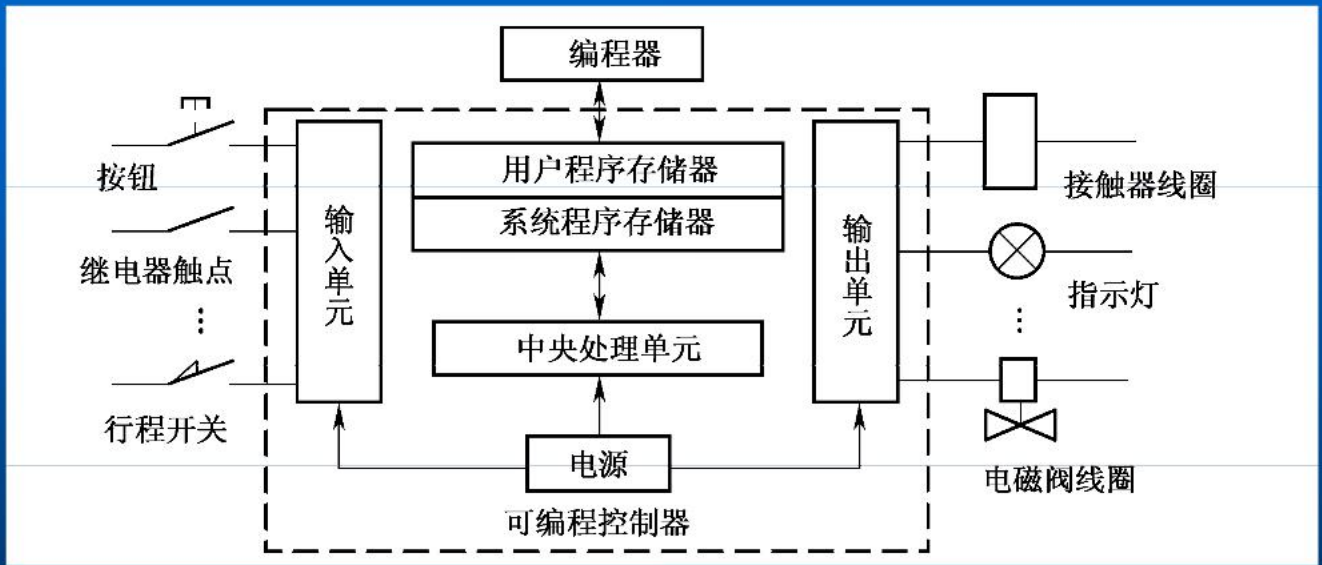 编程器
按钮
继电器触点
行程开关
输入单元
用户程序存储器
系统程序存储器
中央处理单元
电源
可编程控制器
输出单元
接触器线圈
指示灯
电磁阀线圈